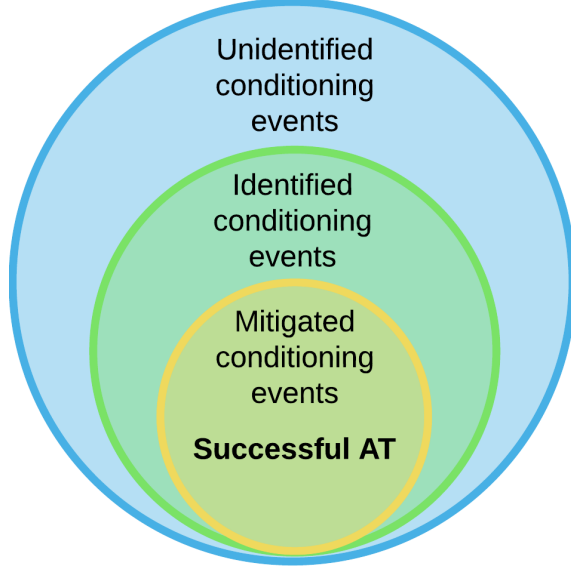 Unidentified
conditioning
events
Identified
conditioning
events
Mitigated
conditioning
events
Successful AT